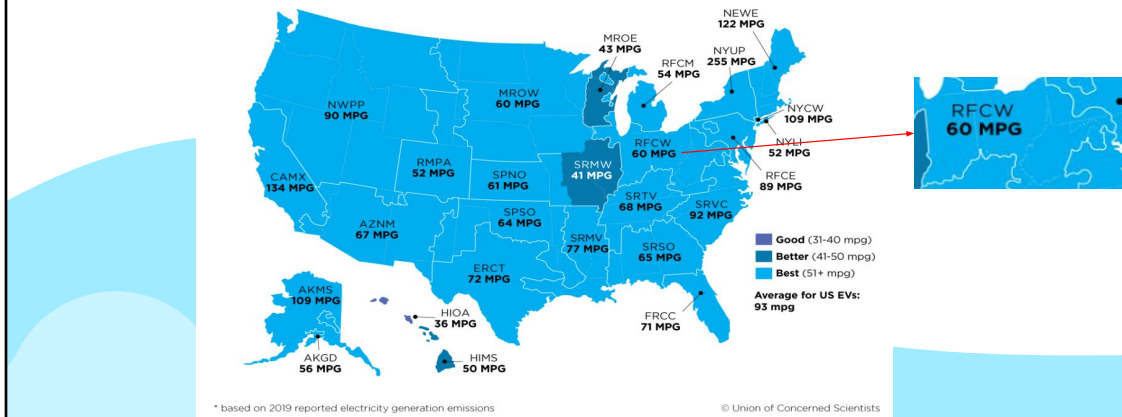 NEWE
122 MPG
MROE
43 MPG
NYUP
255 MPG
RFCM
54 MPG
MROW
60 MPG
NWPP
90 MPG
NYCW
109 MPG
RFCW
60 MPG
NYLI
52 MPG
RMPA
52 MPG
SRMW
41 MPG
RFCE
89 MPG
CAMX
134 MPG
SPNO
61 MPG
SRTV
68 MPG
SRVC
92 MPG
AZNM
67 MPG
SPSO
64 MPG
SRMV
77 MPG
SRSO
65 MPG
ERCT
72 MPG
AKMS
109 MPG
HIOA
36 MPG
FRCC
71 MPG
AKGD
56 MPG
HIMS
50 MPG
Good (31-40 mpg)
Better (41-50 mpg)
Best (51+ mpg)
Average for US EVs:
93 mpg
RFCW
60 MPG
* based on 2019 reported electricity generation emissions
© Union of Concerned Scientists